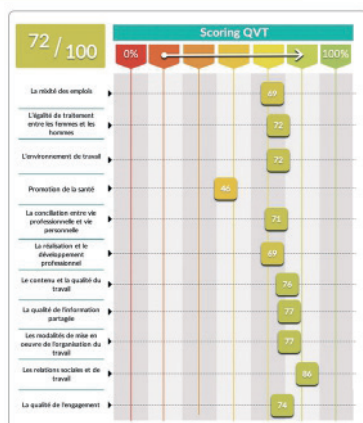 72/100
Scoring QVT
0% 100%
La mixité des emplois
69
L'égalité de traitement
entre les femmes et les
hommes
72
L'environnement de travail
72
Promotion de la santé
46
La conciliation entre vie
professionnelle et vie
personnelle
71
La réalisation et le
développement
professionnel
69
Le contenu et la qualité du
travail
76
La qualité de l'information
partagée
77
Les modalités de mise en
oeuvre de l'organisation du
travail
77
Les relations sociales et de
travail
86
La qualité de l'engagement
74